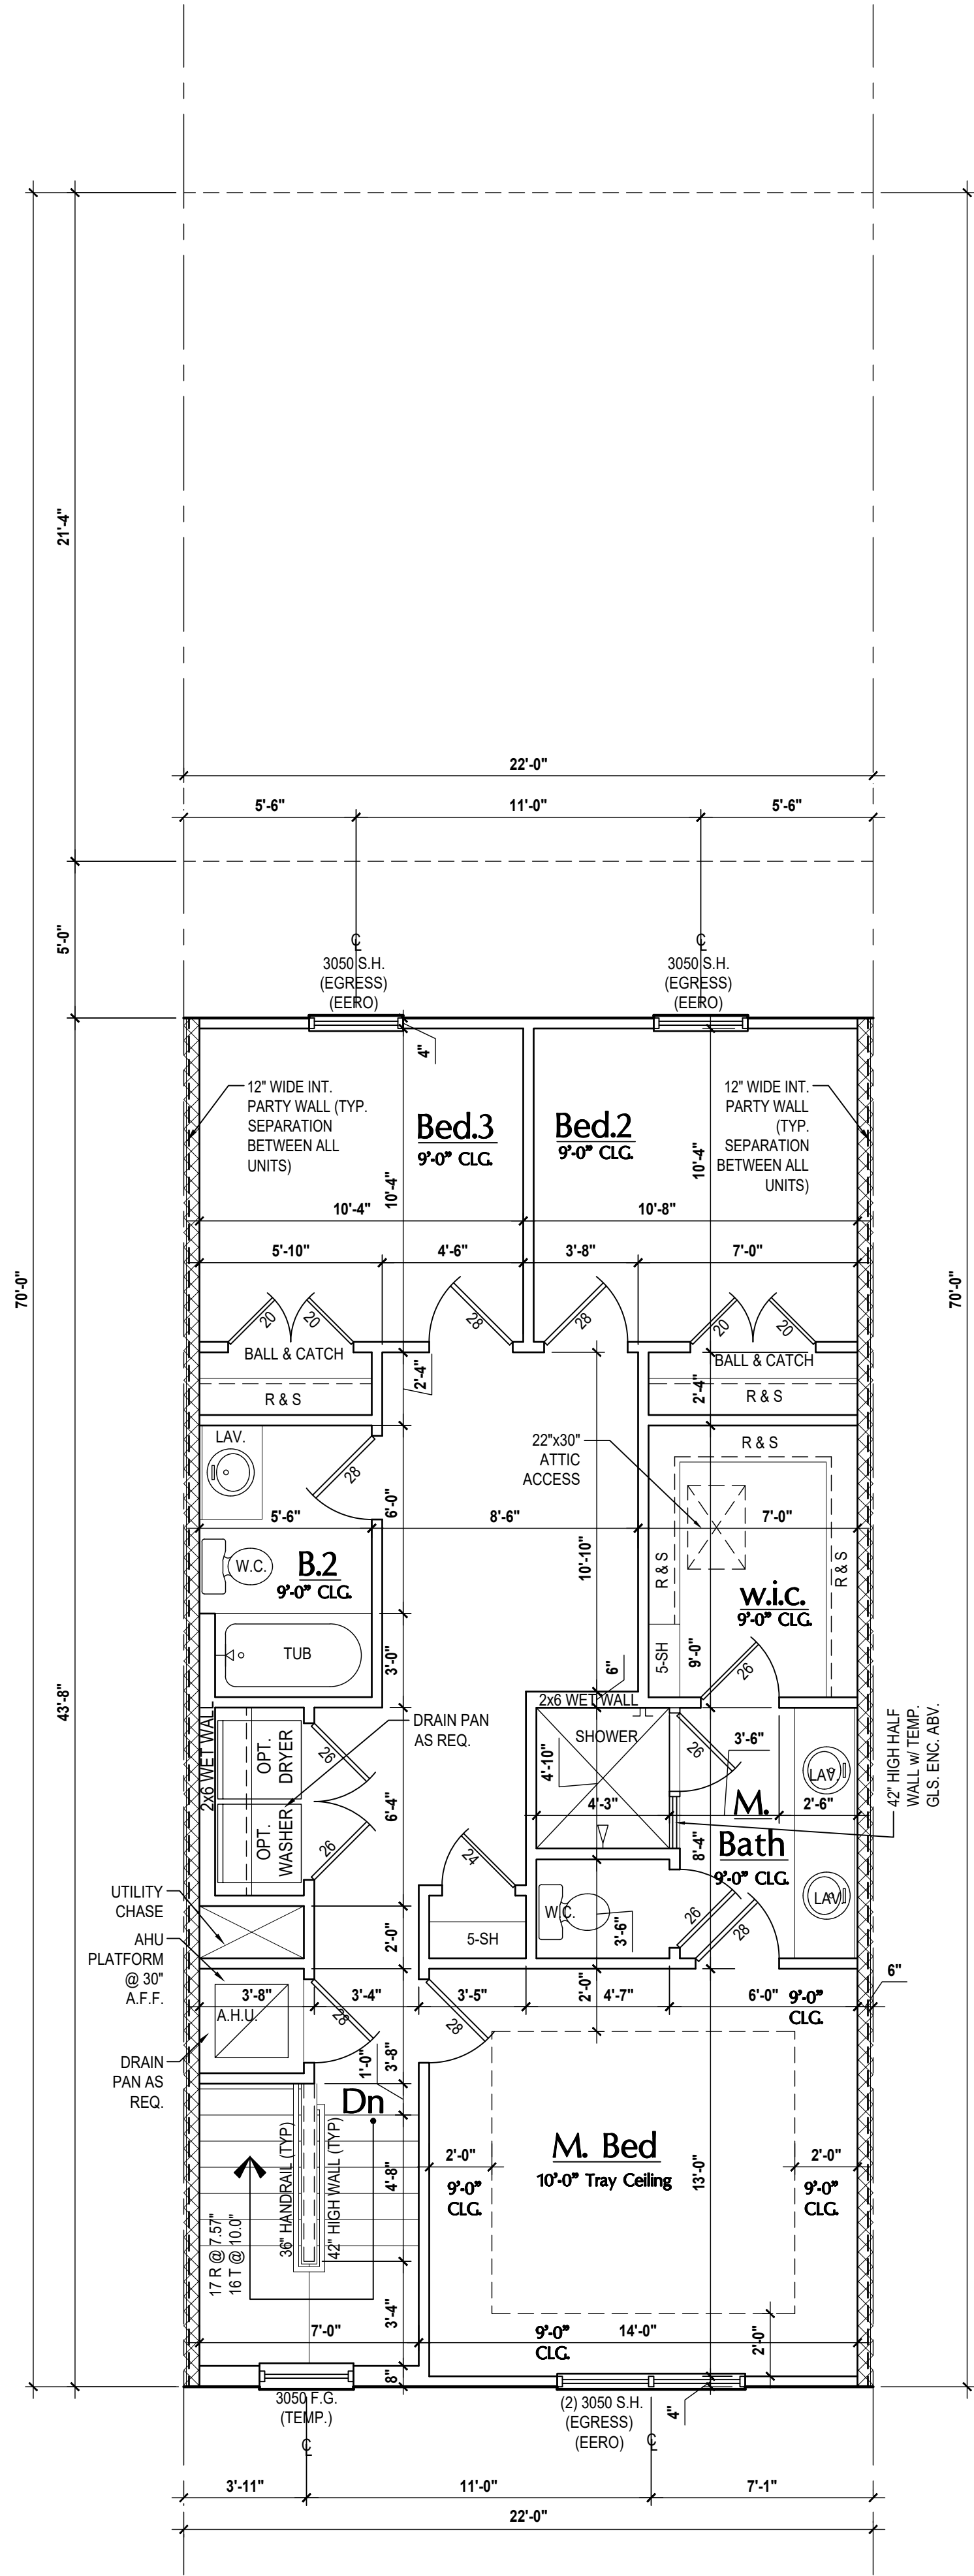 22'-0"
5'-6"
11'-0"
5'-6"
21'-4"
5'-0"
70'-0"
70'-0"
43'-8"
℄
3050 S.H.
(EGRESS)
(EERO)
℄
3050 S.H.
(EGRESS)
(EERO)
4"
12" WIDE INT.
PARTY WALL (TYP.
SEPARATION
BETWEEN ALL
UNITS)
Bed.3
9'-0" CLG.
Bed.2
9'-0" CLG.
12" WIDE INT.
PARTY WALL
(TYP.
SEPARATION
BETWEEN ALL
UNITS)
10'-4"
10'-4"
10'-4"
10'-8"
5'-10"
4'-6"
3'-8"
7'-0"
20
20
28
28
20
20
BALL & CATCH
BALL & CATCH
2'-4"
2'-4"
R & S
R & S
LAV.
28
22"x30"
ATTIC
ACCESS
R & S
5'-6"
6'-0"
8'-6"
7'-0"
10'-10"
W.C.
B.2
9'-0" CLG.
R & S
R & S
w.i.c.
9'-0" CLG.
TUB
3'-0"
6"
5-SH
9'-0"
26
2x6 WET WALL
2x6 WET WALL
OPT.
DRYER
26
DRAIN PAN
AS REQ.
SHOWER
4'-10"
4'-3"
26
3'-6"
M.
Bath
9'-0" CLG.
LAV.
2'-6"
42" HIGH HALF
WALL w/ TEMP.
GLS. ENC. ABV.
OPT.
WASHER
26
6'-4"
24
8'-4"
UTILITY
CHASE
AHU
PLATFORM
@ 30"
A.F.F.
2'-0"
5-SH
W.C.
3'-6"
26
28
LAV.
6"
A.H.U.
3'-8"
3'-4"
3'-5"
2'-0"
4'-7"
6'-0"
9'-0"
CLG.
28
28
DRAIN
PAN AS
REQ.
1'-0"
3'-8"
Dn
M. Bed
10'-0" Tray Ceiling
2'-0"
9'-0"
CLG.
13'-0"
2'-0"
9'-0"
CLG.
36" HANDRAIL (TYP)
42" HIGH WALL (TYP)
4'-8"
17 R @ 7.57"
16 T @ 10.0"
3'-4"
7'-0"
9'-0"
CLG.
14'-0"
2'-0"
8"
3050 F.G.
(TEMP.)
℄
(2) 3050 S.H.
(EGRESS)
(EERO)
℄
4"
3'-11"
11'-0"
7'-1"
22'-0"